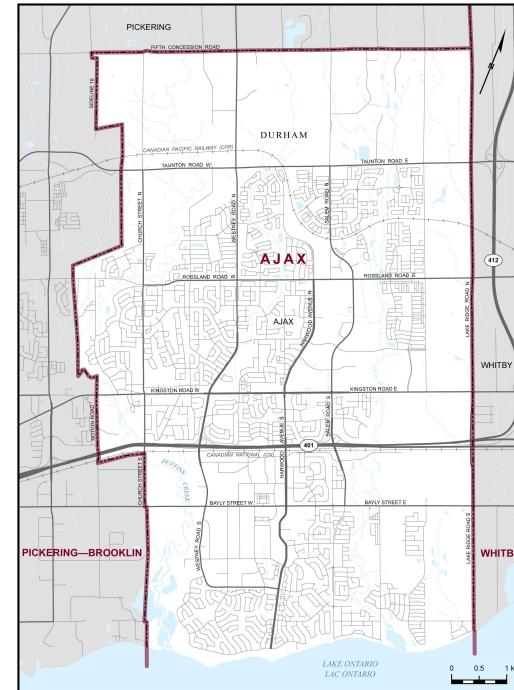 PICKERING
FIFTH CONCESSION ROAD
SIDELINE 16
N
DURHAM
CANADIAN PACIFIC RAILWAY (CPR)
TAUNTON ROAD W
TAUNTON ROAD E
CHURCH STREET N
WESTNEY ROAD N
SALEM ROAD N
AJAX
412
ROSSLAND ROAD W
ROSSLAND ROAD E
HARWOOD AVENUE N
LAKE RIDGE ROAD N
AJAX
WHITBY
KINGSTON ROAD W
KINGSTON ROAD E
NOTION ROAD
SALEM ROAD S
401
CANADIAN NATIONAL (CN)
DUFFINS
CREEK
CHURCH STREET S
HARWOOD AVENUE S
BAYLY STREET W
BAYLY STREET E
WESTNEY ROAD S
LAKE RIDGE ROAD S
PICKERING—BROOKLIN
WHITB
LAKE ONTARIO
LAC ONTARIO
0 0.5 1 k